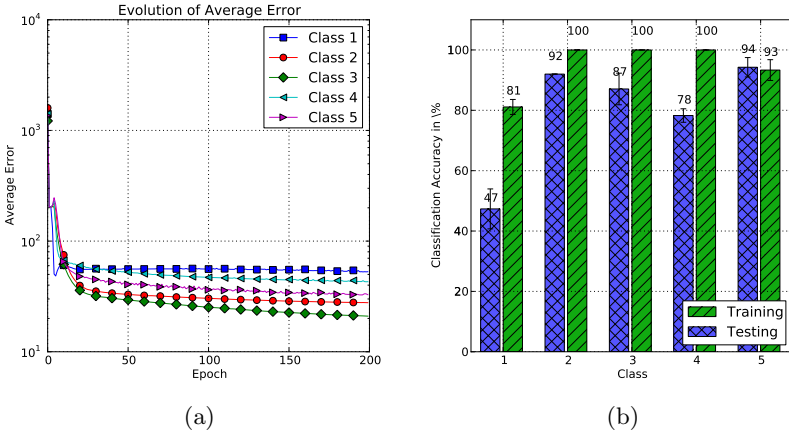 Evolution of Average Error
Average Error
10^4
10^3
10^2
10^1
Class 1
Class 2
Class 3
Class 4
Class 5
0 50 100 150 200
Epoch
(a)
Classification Accuracy in \%
100
80
60
40
20
0
47 81 92 100 87 100 78 100 94 93
Training
Testing
1 2 3 4 5
Class
(b)